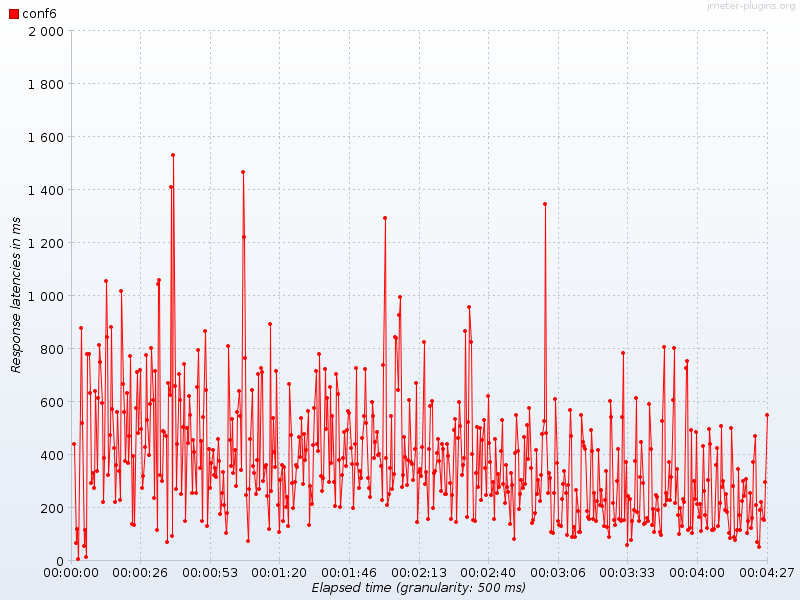 jmeter-plugins.org
conf6
2 000
1 800
1 600
1 400
1 200
1 000
800
600
400
200
0
Response latencies in ms
00:00:00 00:00:26 00:00:53 00:01:20 00:01:46 00:02:13 00:02:40 00:03:06 00:03:33 00:04:00 00:04:27
Elapsed time (granularity: 500 ms)